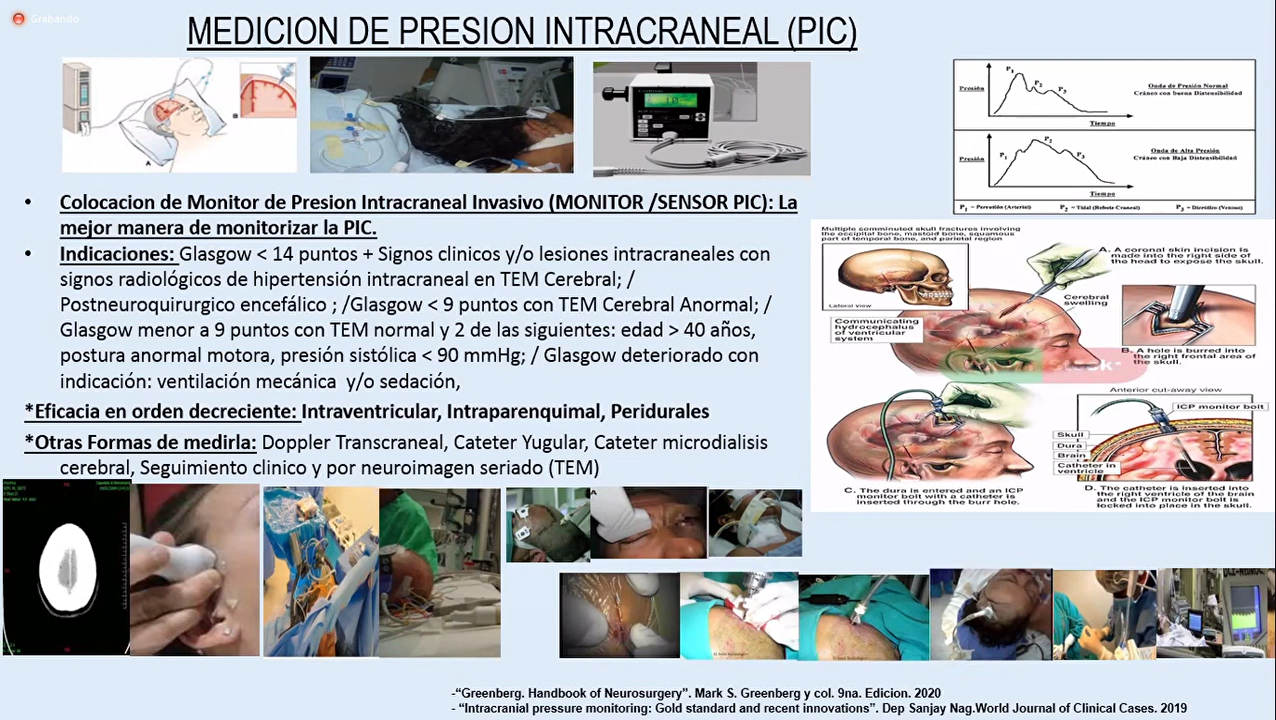 Grabando
MEDICION DE PRESION INTRACRANEAL (PIC)
A
B
P1
P2
P3
Presión
Tiempo
Onda de Presión Normal
Cráneo con buena Distensibilidad
P1
P2
P3
Presión
Tiempo
Onda de Alta Presión
Cráneo con Baja Distensibilidad
P1 = Percusión (Arterial) P2 = Tidal (Rebote Craneal) P3 = Dicrótico (Venoso)
• Colocacion de Monitor de Presion Intracraneal Invasivo (MONITOR /SENSOR PIC): La
mejor manera de monitorizar la PIC.
• Indicaciones: Glasgow < 14 puntos + Signos clinicos y/o lesiones intracraneales con
signos radiológicos de hipertensión intracraneal en TEM Cerebral; /
Postneuroquirurgico encefálico ; /Glasgow < 9 puntos con TEM Cerebral Anormal; /
Glasgow menor a 9 puntos con TEM normal y 2 de las siguientes: edad > 40 años,
postura anormal motora, presión sistólica < 90 mmHg; / Glasgow deteriorado con
indicación: ventilación mecánica y/o sedación,
*Eficacia en orden decreciente: Intraventricular, Intraparenquimal, Peridurales
*Otras Formas de medirla: Doppler Transcraneal, Cateter Yugular, Cateter microdialisis
cerebral, Seguimiento clinico y por neuroimagen seriado (TEM)
Multiple comminuted skull fractures involving
the occipital bone, mastoid bone, squamous
part of temporal bone, and parietal region
Lateral view
Communicating
hydrocephalus
of ventricular
system
A. A coronal skin incision is
made into the right side of
the head to expose the skull.
Cerebral
swelling
B. A hole is burred into
the right frontal area of
the skull.
Anterior cut-away view
ICP monitor bolt
Skull
Dura
Brain
Catheter in
ventricle
C. The dura is entered and an ICP
monitor bolt with a catheter is
inserted through the burr hole.
D. The catheter is inserted into
the right ventricle of the brain
and the ICP monitor bolt is
locked into place in the skull.
A
-“Greenberg. Handbook of Neurosurgery”. Mark S. Greenberg y col. 9na. Edicion. 2020
- “Intracranial pressure monitoring: Gold standard and recent innovations”. Dep Sanjay Nag.World Journal of Clinical Cases. 2019